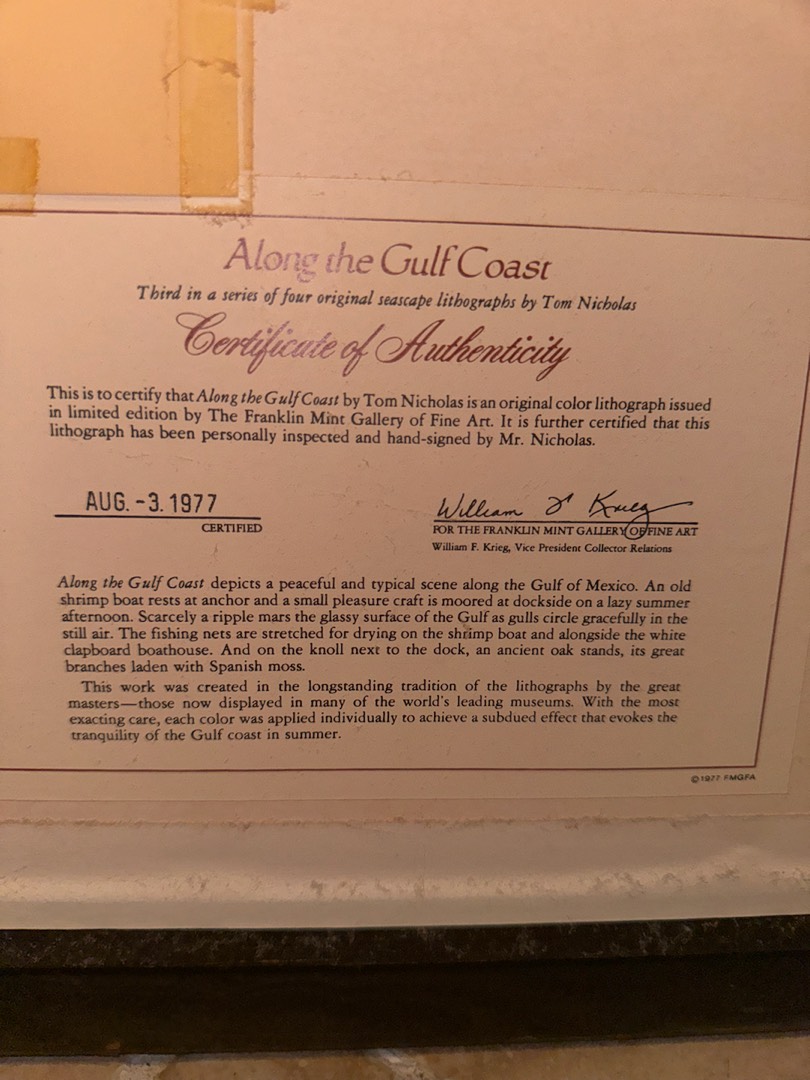 Along the Gulf Coast
Third in a series of four original seascape lithographs by Tom Nicholas
Certificate of Authenticity
This is to certify that Along the Gulf Coast by Tom Nicholas is an original color lithograph issued
in limited edition by The Franklin Mint Gallery of Fine Art. It is further certified that this
lithograph has been personally inspected and hand-signed by Mr. Nicholas.
AUG. -3. 1977
CERTIFIED
William F Krieg
FOR THE FRANKLIN MINT GALLERY OF FINE ART
William F. Krieg, Vice President Collector Relations
Along the Gulf Coast depicts a peaceful and typical scene along the Gulf of Mexico. An old
shrimp boat rests at anchor and a small pleasure craft is moored at dockside on a lazy summer
afternoon. Scarcely a ripple mars the glassy surface of the Gulf as gulls circle gracefully in the
still air. The fishing nets are stretched for drying on the shrimp boat and alongside the white
clapboard boathouse. And on the knoll next to the dock, an ancient oak stands, its great
branches laden with Spanish moss.
This work was created in the longstanding tradition of the lithographs by the great
masters—those now displayed in many of the world's leading museums. With the most
exacting care, each color was applied individually to achieve a subdued effect that evokes the
tranquility of the Gulf coast in summer.
©1977 FMGFA